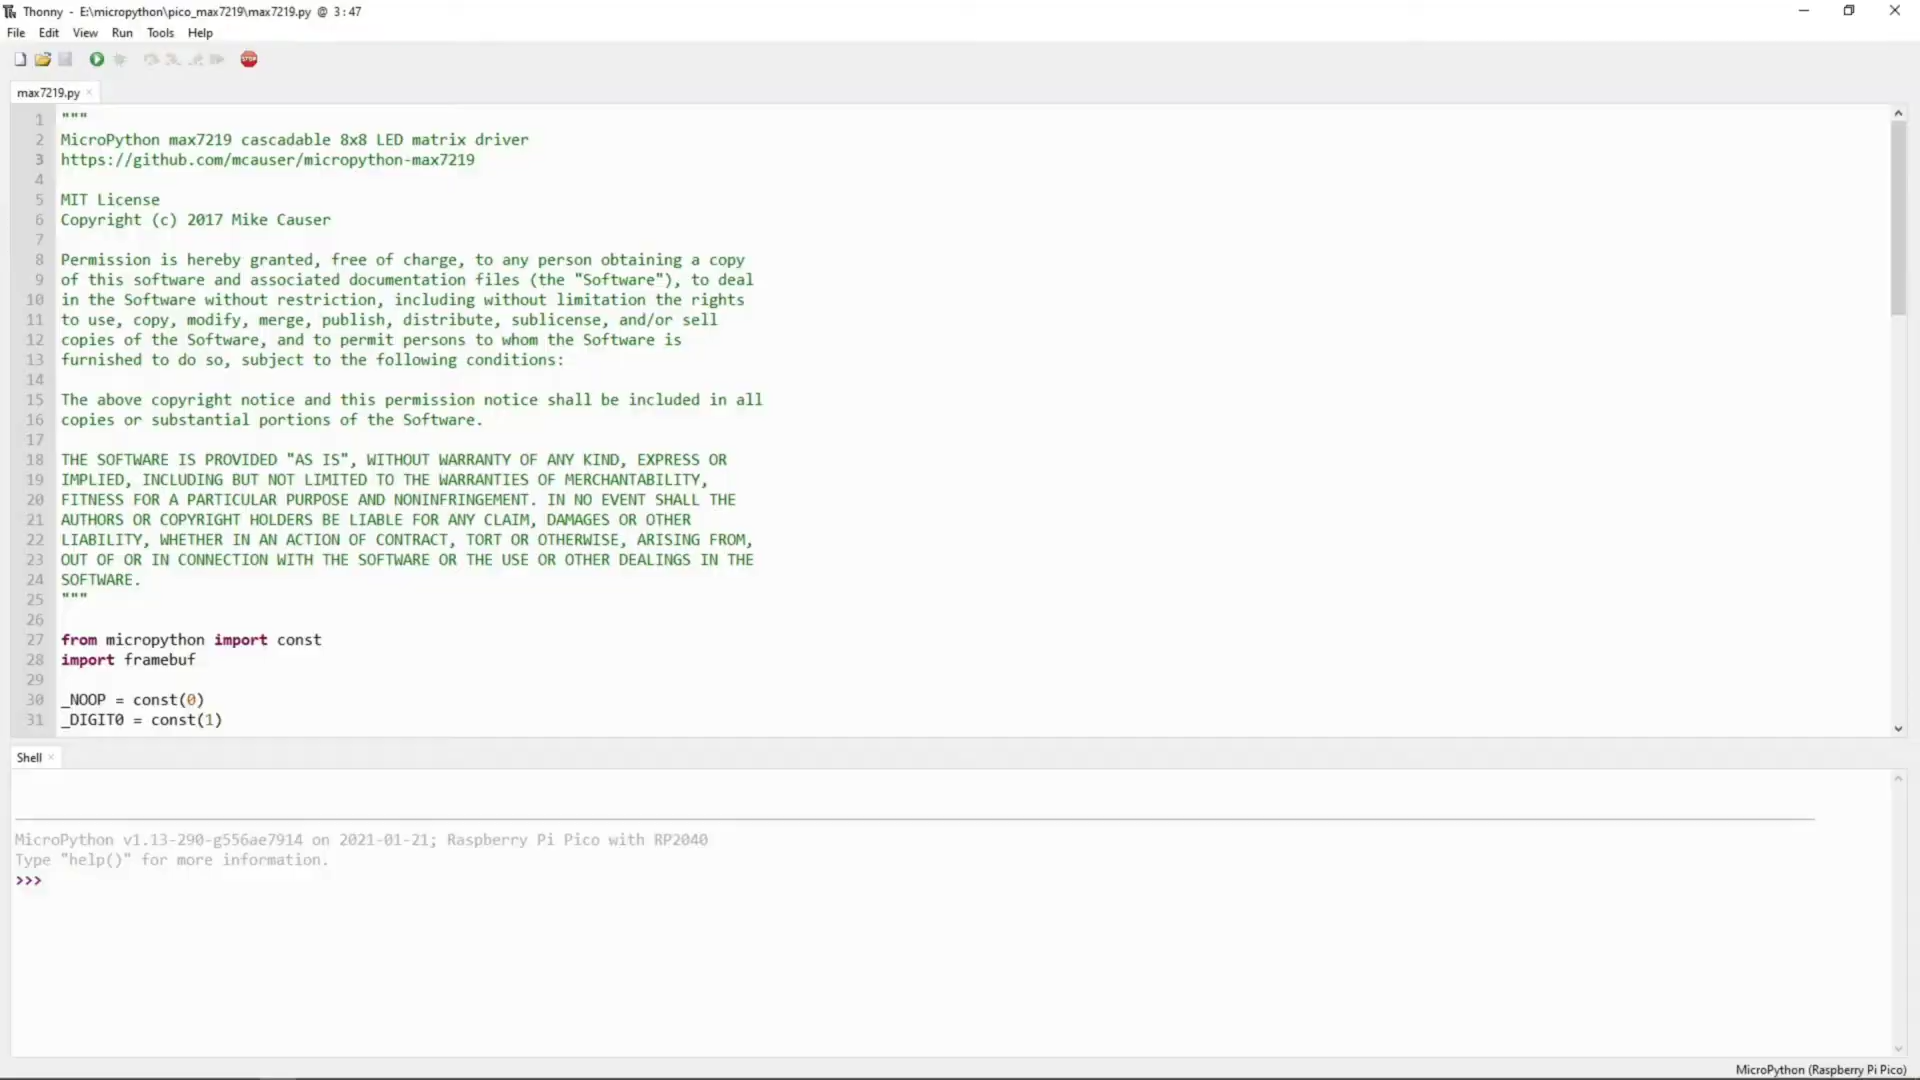 Thonny - E:\micropython\pico_max7219\max7219.py @ 3:47
File Edit View Run Tools Help
STOP
max7219.py
1 """
2 MicroPython max7219 cascadable 8x8 LED matrix driver
3 https://github.com/mcauser/micropython-max7219
4
5 MIT License
6 Copyright (c) 2017 Mike Causer
7
8 Permission is hereby granted, free of charge, to any person obtaining a copy
9 of this software and associated documentation files (the "Software"), to deal
10 in the Software without restriction, including without limitation the rights
11 to use, copy, modify, merge, publish, distribute, sublicense, and/or sell
12 copies of the Software, and to permit persons to whom the Software is
13 furnished to do so, subject to the following conditions:
14
15 The above copyright notice and this permission notice shall be included in all
16 copies or substantial portions of the Software.
17
18 THE SOFTWARE IS PROVIDED "AS IS", WITHOUT WARRANTY OF ANY KIND, EXPRESS OR
19 IMPLIED, INCLUDING BUT NOT LIMITED TO THE WARRANTIES OF MERCHANTABILITY,
20 FITNESS FOR A PARTICULAR PURPOSE AND NONINFRINGEMENT. IN NO EVENT SHALL THE
21 AUTHORS OR COPYRIGHT HOLDERS BE LIABLE FOR ANY CLAIM, DAMAGES OR OTHER
22 LIABILITY, WHETHER IN AN ACTION OF CONTRACT, TORT OR OTHERWISE, ARISING FROM,
23 OUT OF OR IN CONNECTION WITH THE SOFTWARE OR THE USE OR OTHER DEALINGS IN THE
24 SOFTWARE.
25 """
26
27 from micropython import const
28 import framebuf
29
30 _NOOP = const(0)
31 _DIGIT0 = const(1)
Shell
MicroPython v1.13-290-g556ae7914 on 2021-01-21; Raspberry Pi Pico with RP2040
Type "help()" for more information.
>>>
MicroPython (Raspberry Pi Pico)